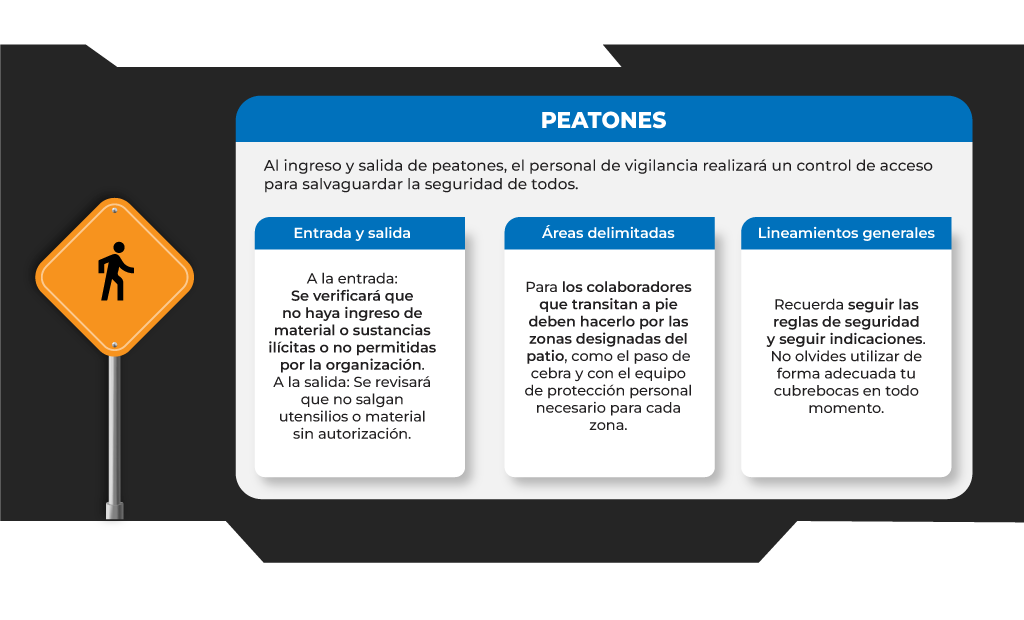 PEATONES
Al ingreso y salida de peatones, el personal de vigilancia realizará un control de acceso
para salvaguardar la seguridad de todos.
Entrada y salida
A la entrada:
Se verificará que
no haya ingreso de
material o sustancias
ilícitas o no permitidas
por la organización.
A la salida: Se revisará
que no salgan
utensilios o material
sin autorización.
Áreas delimitadas
Para los colaboradores
que transitan a pie
deben hacerlo por las
zonas designadas del
patio, como el paso de
cebra y con el equipo
de protección personal
necesario para cada
zona.
Lineamientos generales
Recuerda seguir las
reglas de seguridad
y seguir indicaciones.
No olvides utilizar de
forma adecuada tu
cubrebocas en todo
momento.